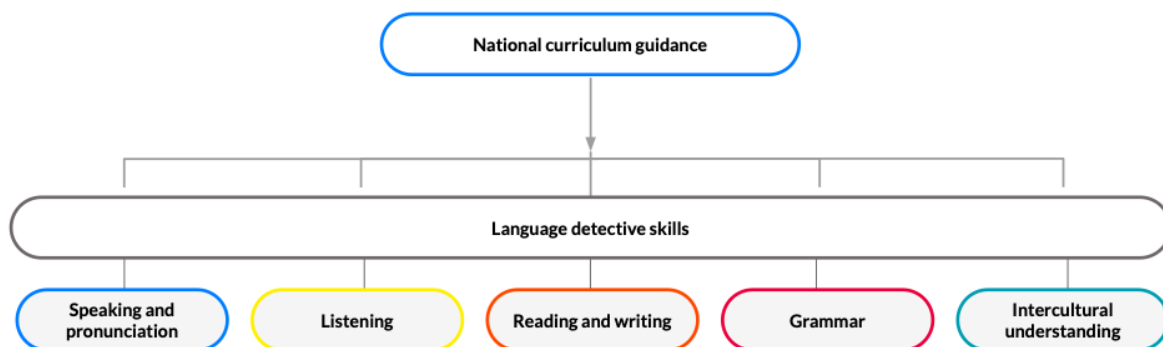 National curriculum guidance
Language detective skills
Speaking and
pronunciation
Listening
Reading and writing
Grammar
Intercultural
understanding